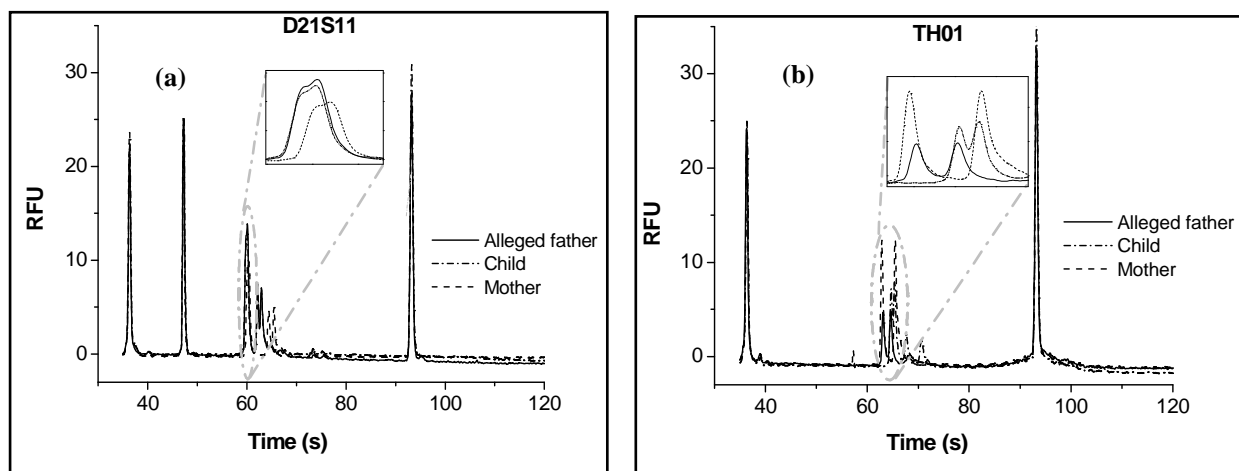 D21S11
(a)
RFU
30
20
10
0
40
60
80
100
120
Time (s)
Alleged father
Child
Mother
TH01
(b)
RFU
30
20
10
0
40
60
80
100
120
Time (s)
Alleged father
Child
Mother